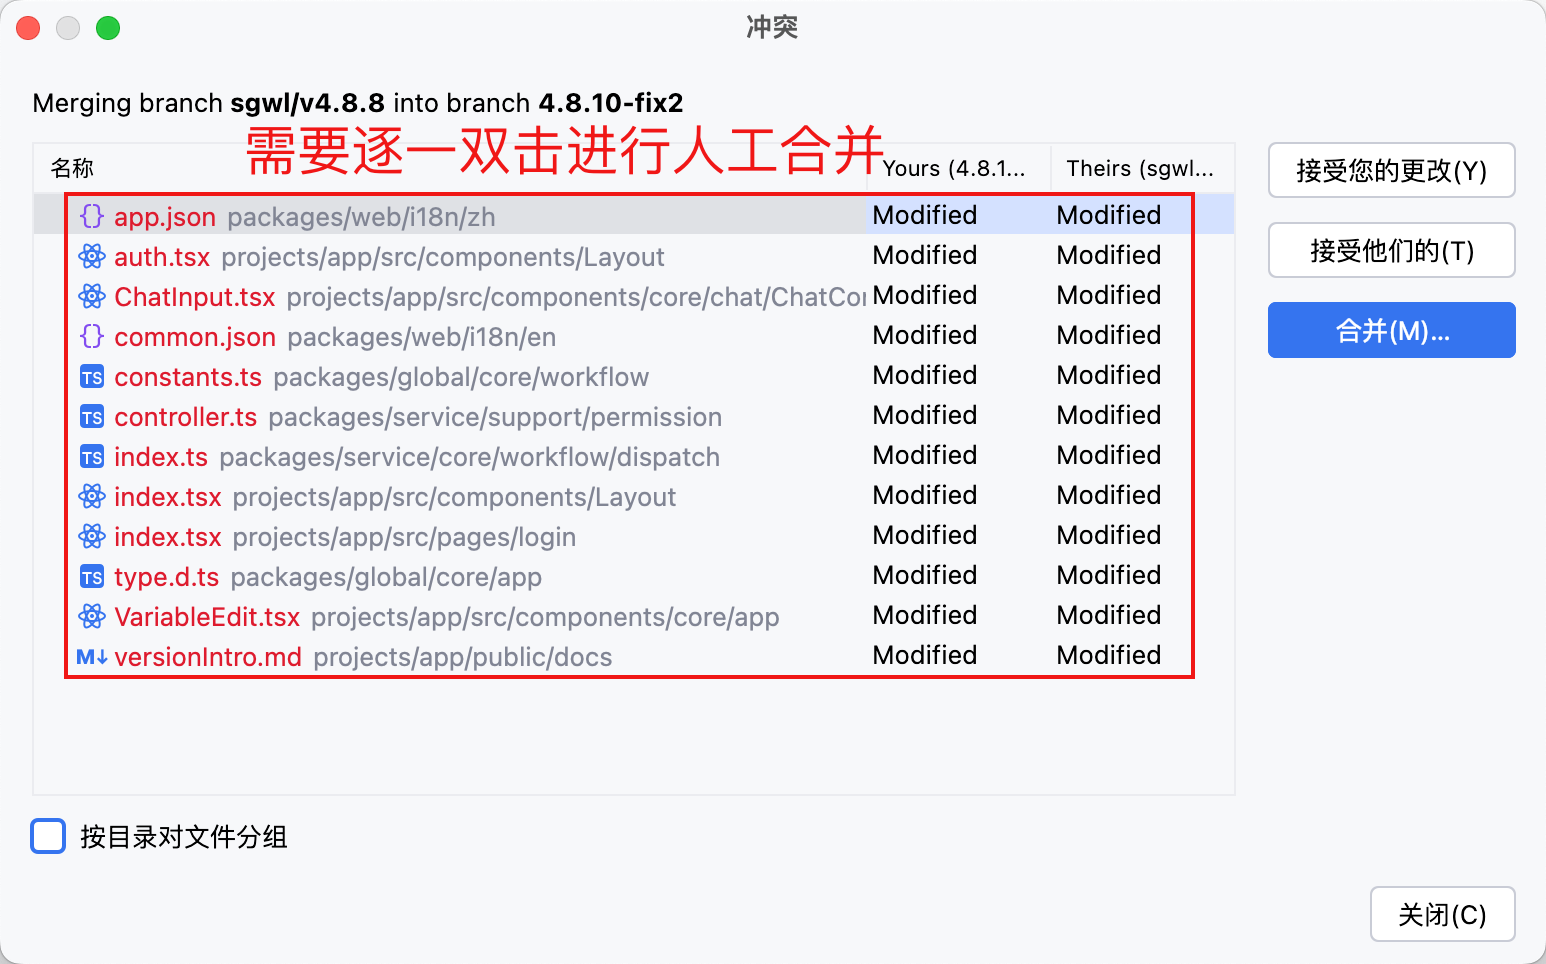 冲突
Merging branch sgwl/v4.8.8 into branch 4.8.10-fix2
需要逐一双击进行人工合并
名称 Yours (4.8.1... Theirs (sgwl...
{} app.json packages/web/i18n/zh Modified Modified
auth.tsx projects/app/src/components/Layout Modified Modified
ChatInput.tsx projects/app/src/components/core/chat/ChatCon Modified Modified
{} common.json packages/web/i18n/en Modified Modified
TS constants.ts packages/global/core/workflow Modified Modified
TS controller.ts packages/service/support/permission Modified Modified
TS index.ts packages/service/core/workflow/dispatch Modified Modified
index.tsx projects/app/src/components/Layout Modified Modified
index.tsx projects/app/src/pages/login Modified Modified
TS type.d.ts packages/global/core/app Modified Modified
VariableEdit.tsx projects/app/src/components/core/app Modified Modified
M↓ versionIntro.md projects/app/public/docs Modified Modified
接受您的更改(Y)
接受他们的(T)
合并(M)...
按目录对文件分组
关闭(C)